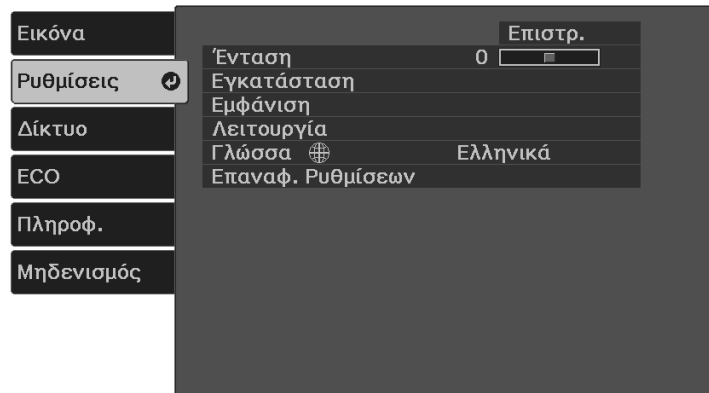 Εικόνα
Ρυθμίσεις
Δίκτυο
ECO
Πληροφ.
Μηδενισμός
Επιστρ.
Ένταση 0
Εγκατάσταση
Εμφάνιση
Λειτουργία
Γλώσσα Ελληνικά
Επαναφ. Ρυθμίσεων